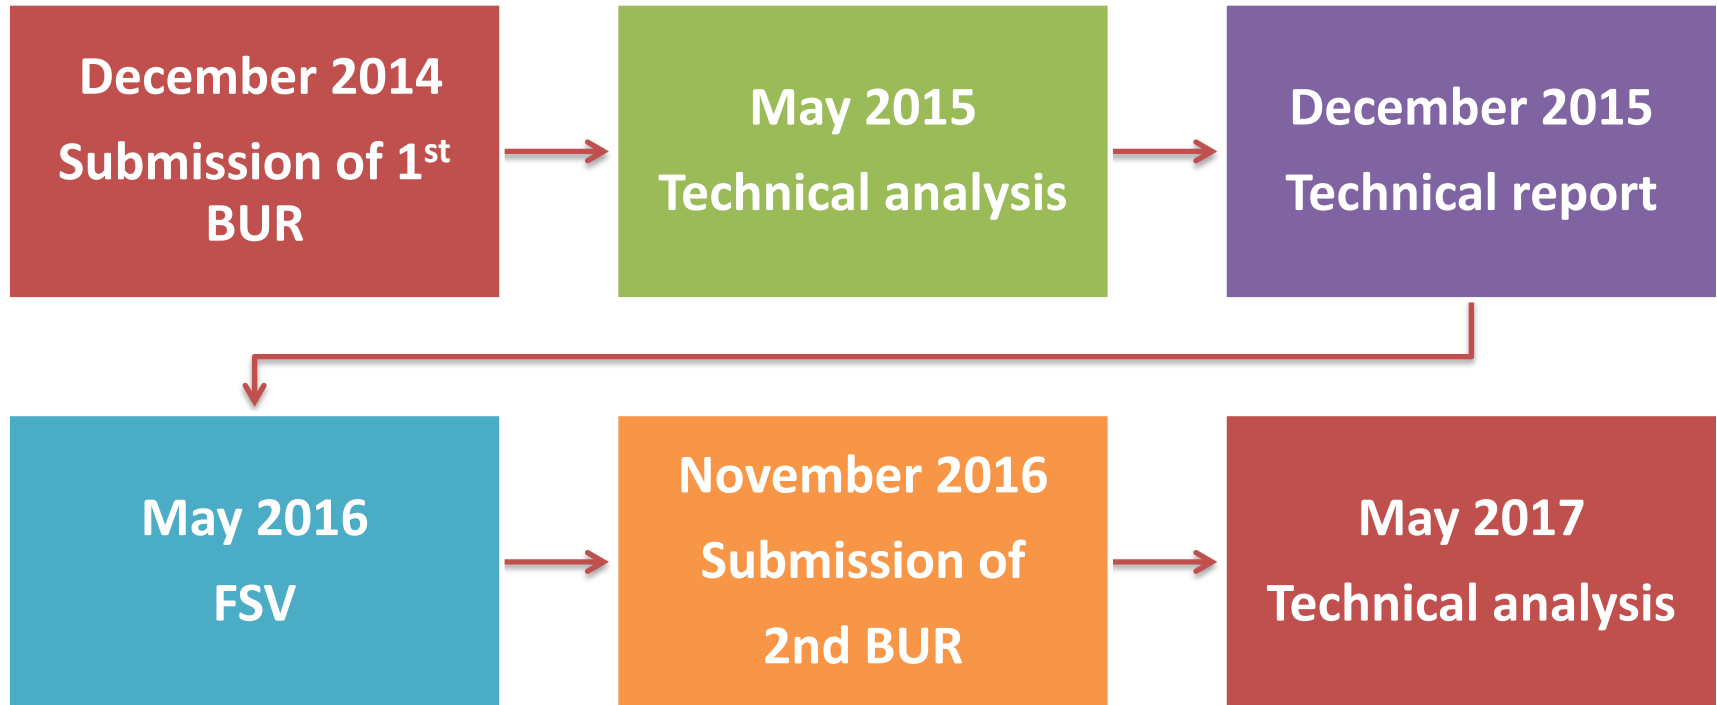 December 2014
Submission of 1st
BUR
May 2015
Technical analysis
December 2015
Technical report
May 2016
FSV
November 2016
Submission of
2nd BUR
May 2017
Technical analysis